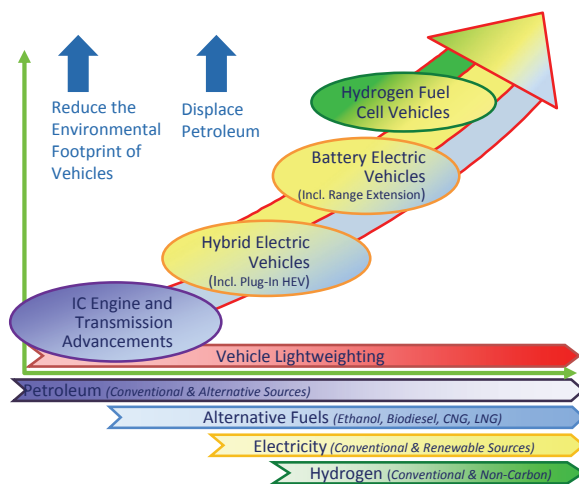 Reduce the
Environmental
Footprint of
Vehicles
Displace
Petroleum
Hydrogen Fuel
Cell Vehicles
Battery Electric
Vehicles
(Incl. Range Extension)
Hybrid Electric
Vehicles
(Incl. Plug-In HEV)
IC Engine and
Transmission
Advancements
Vehicle Lightweighting
Petroleum (Conventional & Alternative Sources)
Alternative Fuels (Ethanol, Biodiesel, CNG, LNG)
Electricity (Conventional & Renewable Sources)
Hydrogen (Conventional & Non-Carbon)